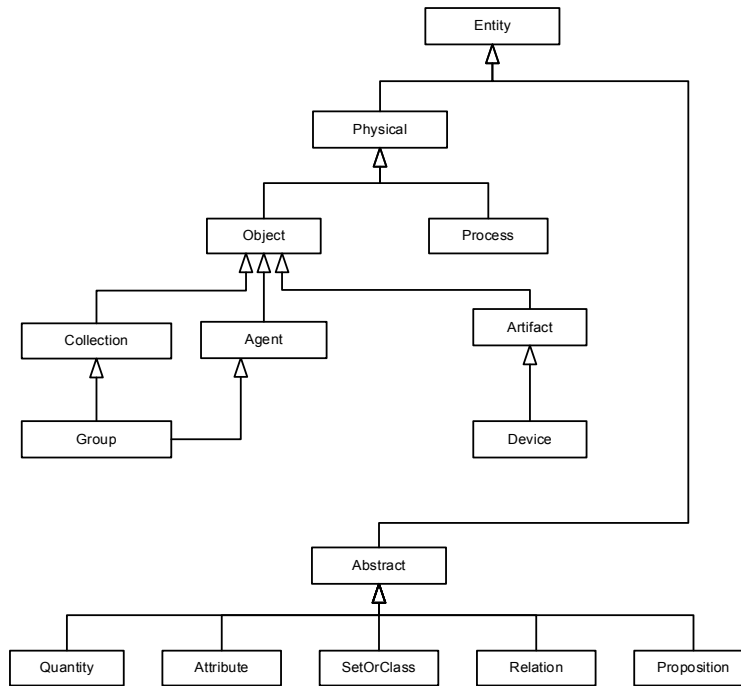 Entity
Physical
Object
Process
Collection
Agent
Artifact
Group
Device
Abstract
Quantity
Attribute
SetOrClass
Relation
Proposition